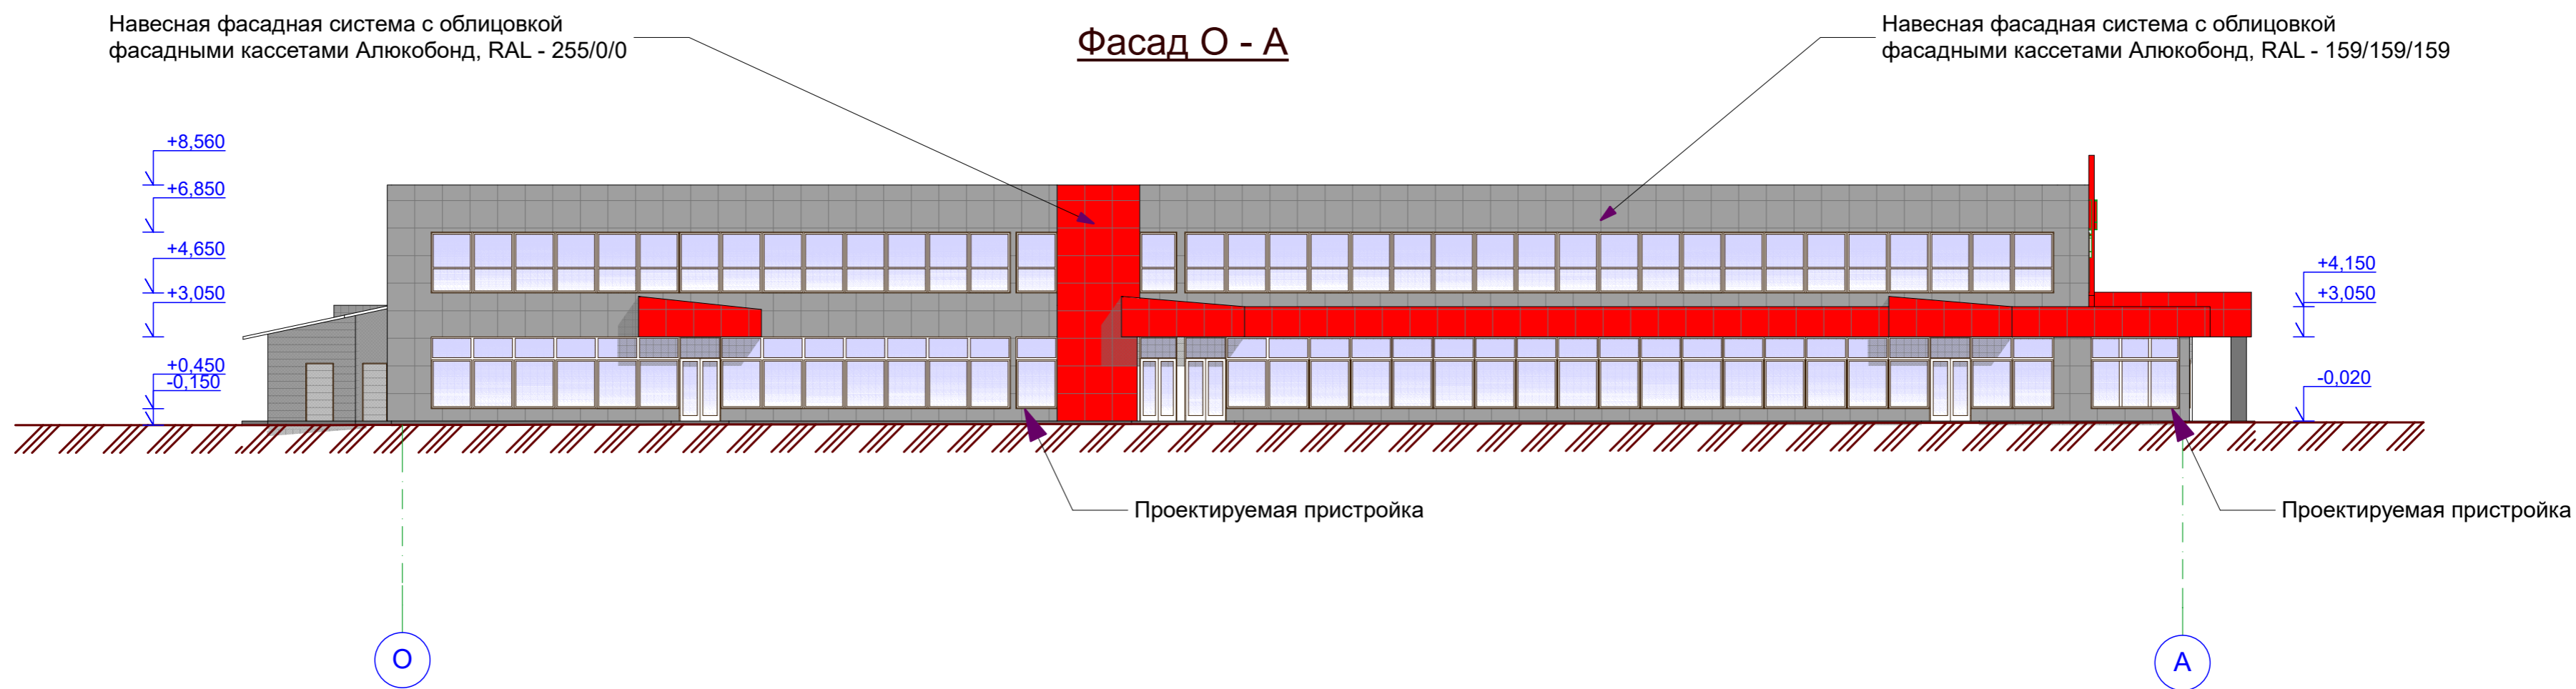 Навесная фасадная система с облицовкой
фасадными кассетами Алюкобонд, RAL - 255/0/0
Фасад О - А
Навесная фасадная система с облицовкой
фасадными кассетами Алюкобонд, RAL - 159/159/159
+8,560
+6,850
+4,650
+3,050
+0,450
-0,150
+4,150
+3,050
-0,020
Проектируемая пристройка
Проектируемая пристройка
О
А